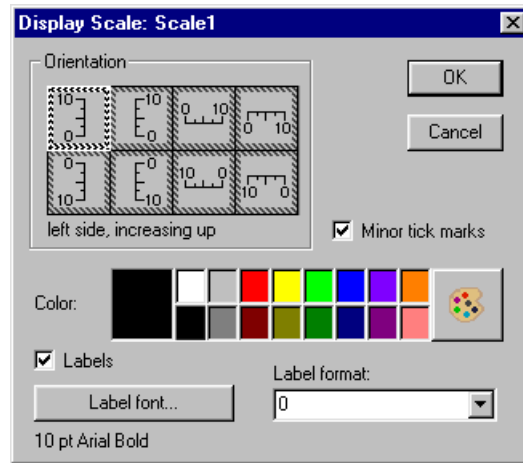 Display Scale: Scale1
Orientation
10 10 0 10
0 0 0 10
0 0 10 0
10 10 10 0
left side, increasing up
OK
Cancel
Minor tick marks
Color:
Labels
Label font...
10 pt Arial Bold
Label format:
0